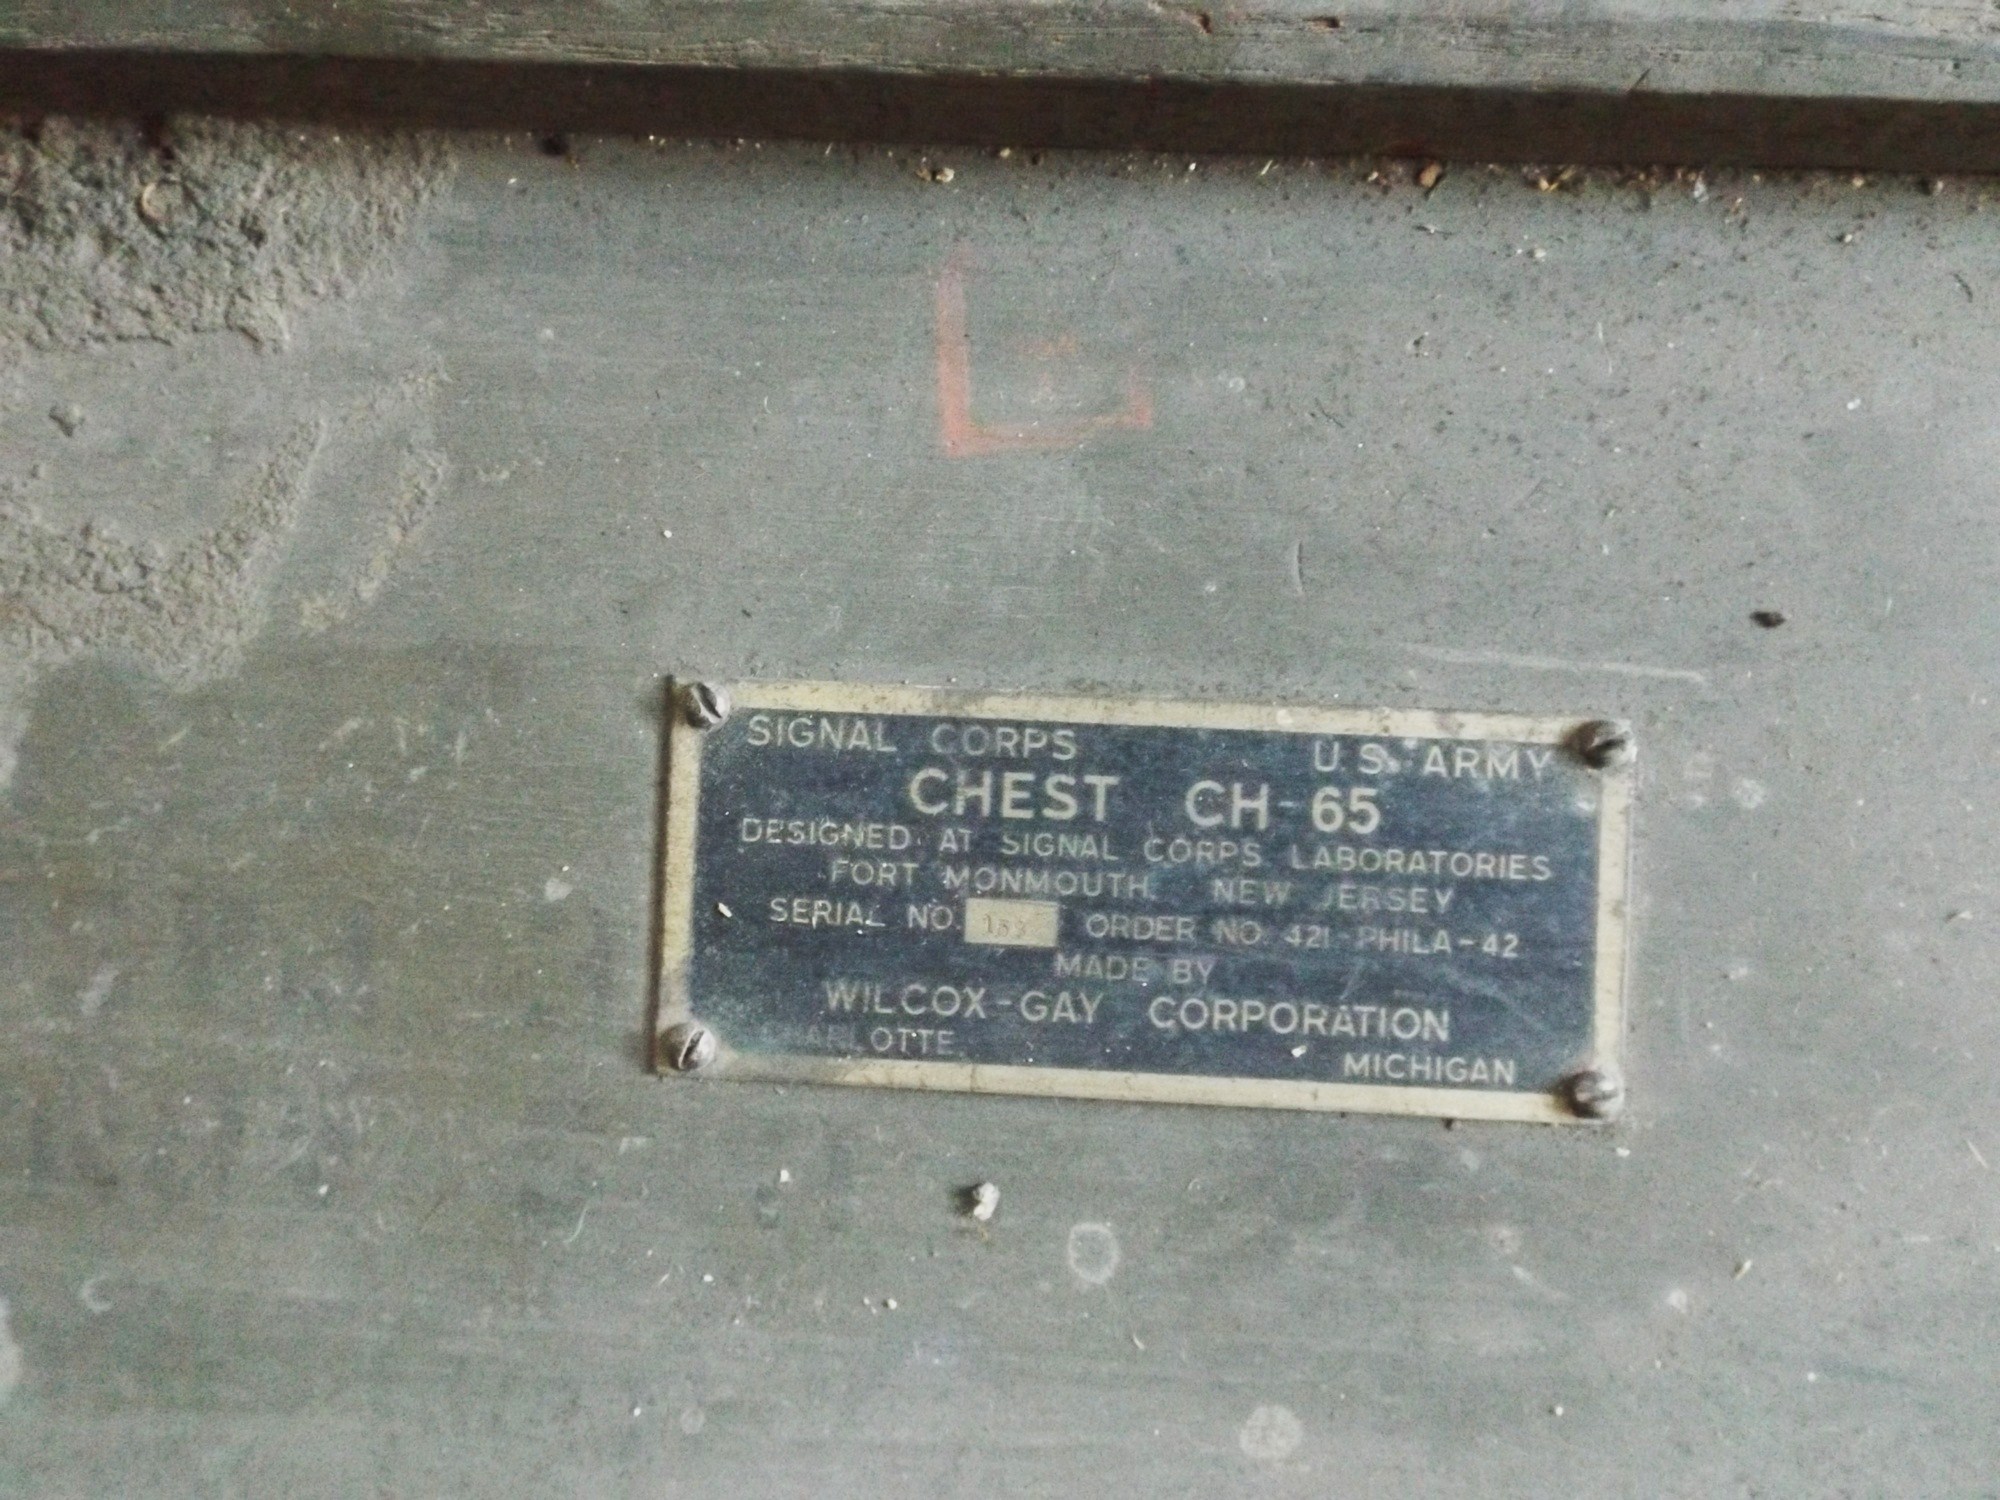 SIGNAL CORPS U.S. ARMY
CHEST CH-65
DESIGNED AT SIGNAL CORPS LABORATORIES
FORT MONMOUTH, NEW JERSEY
SERIAL NO. ORDER NO. 421-PHILA-42
MADE BY
WILCOX-GAY CORPORATION
ARLOTTE, MICHIGAN